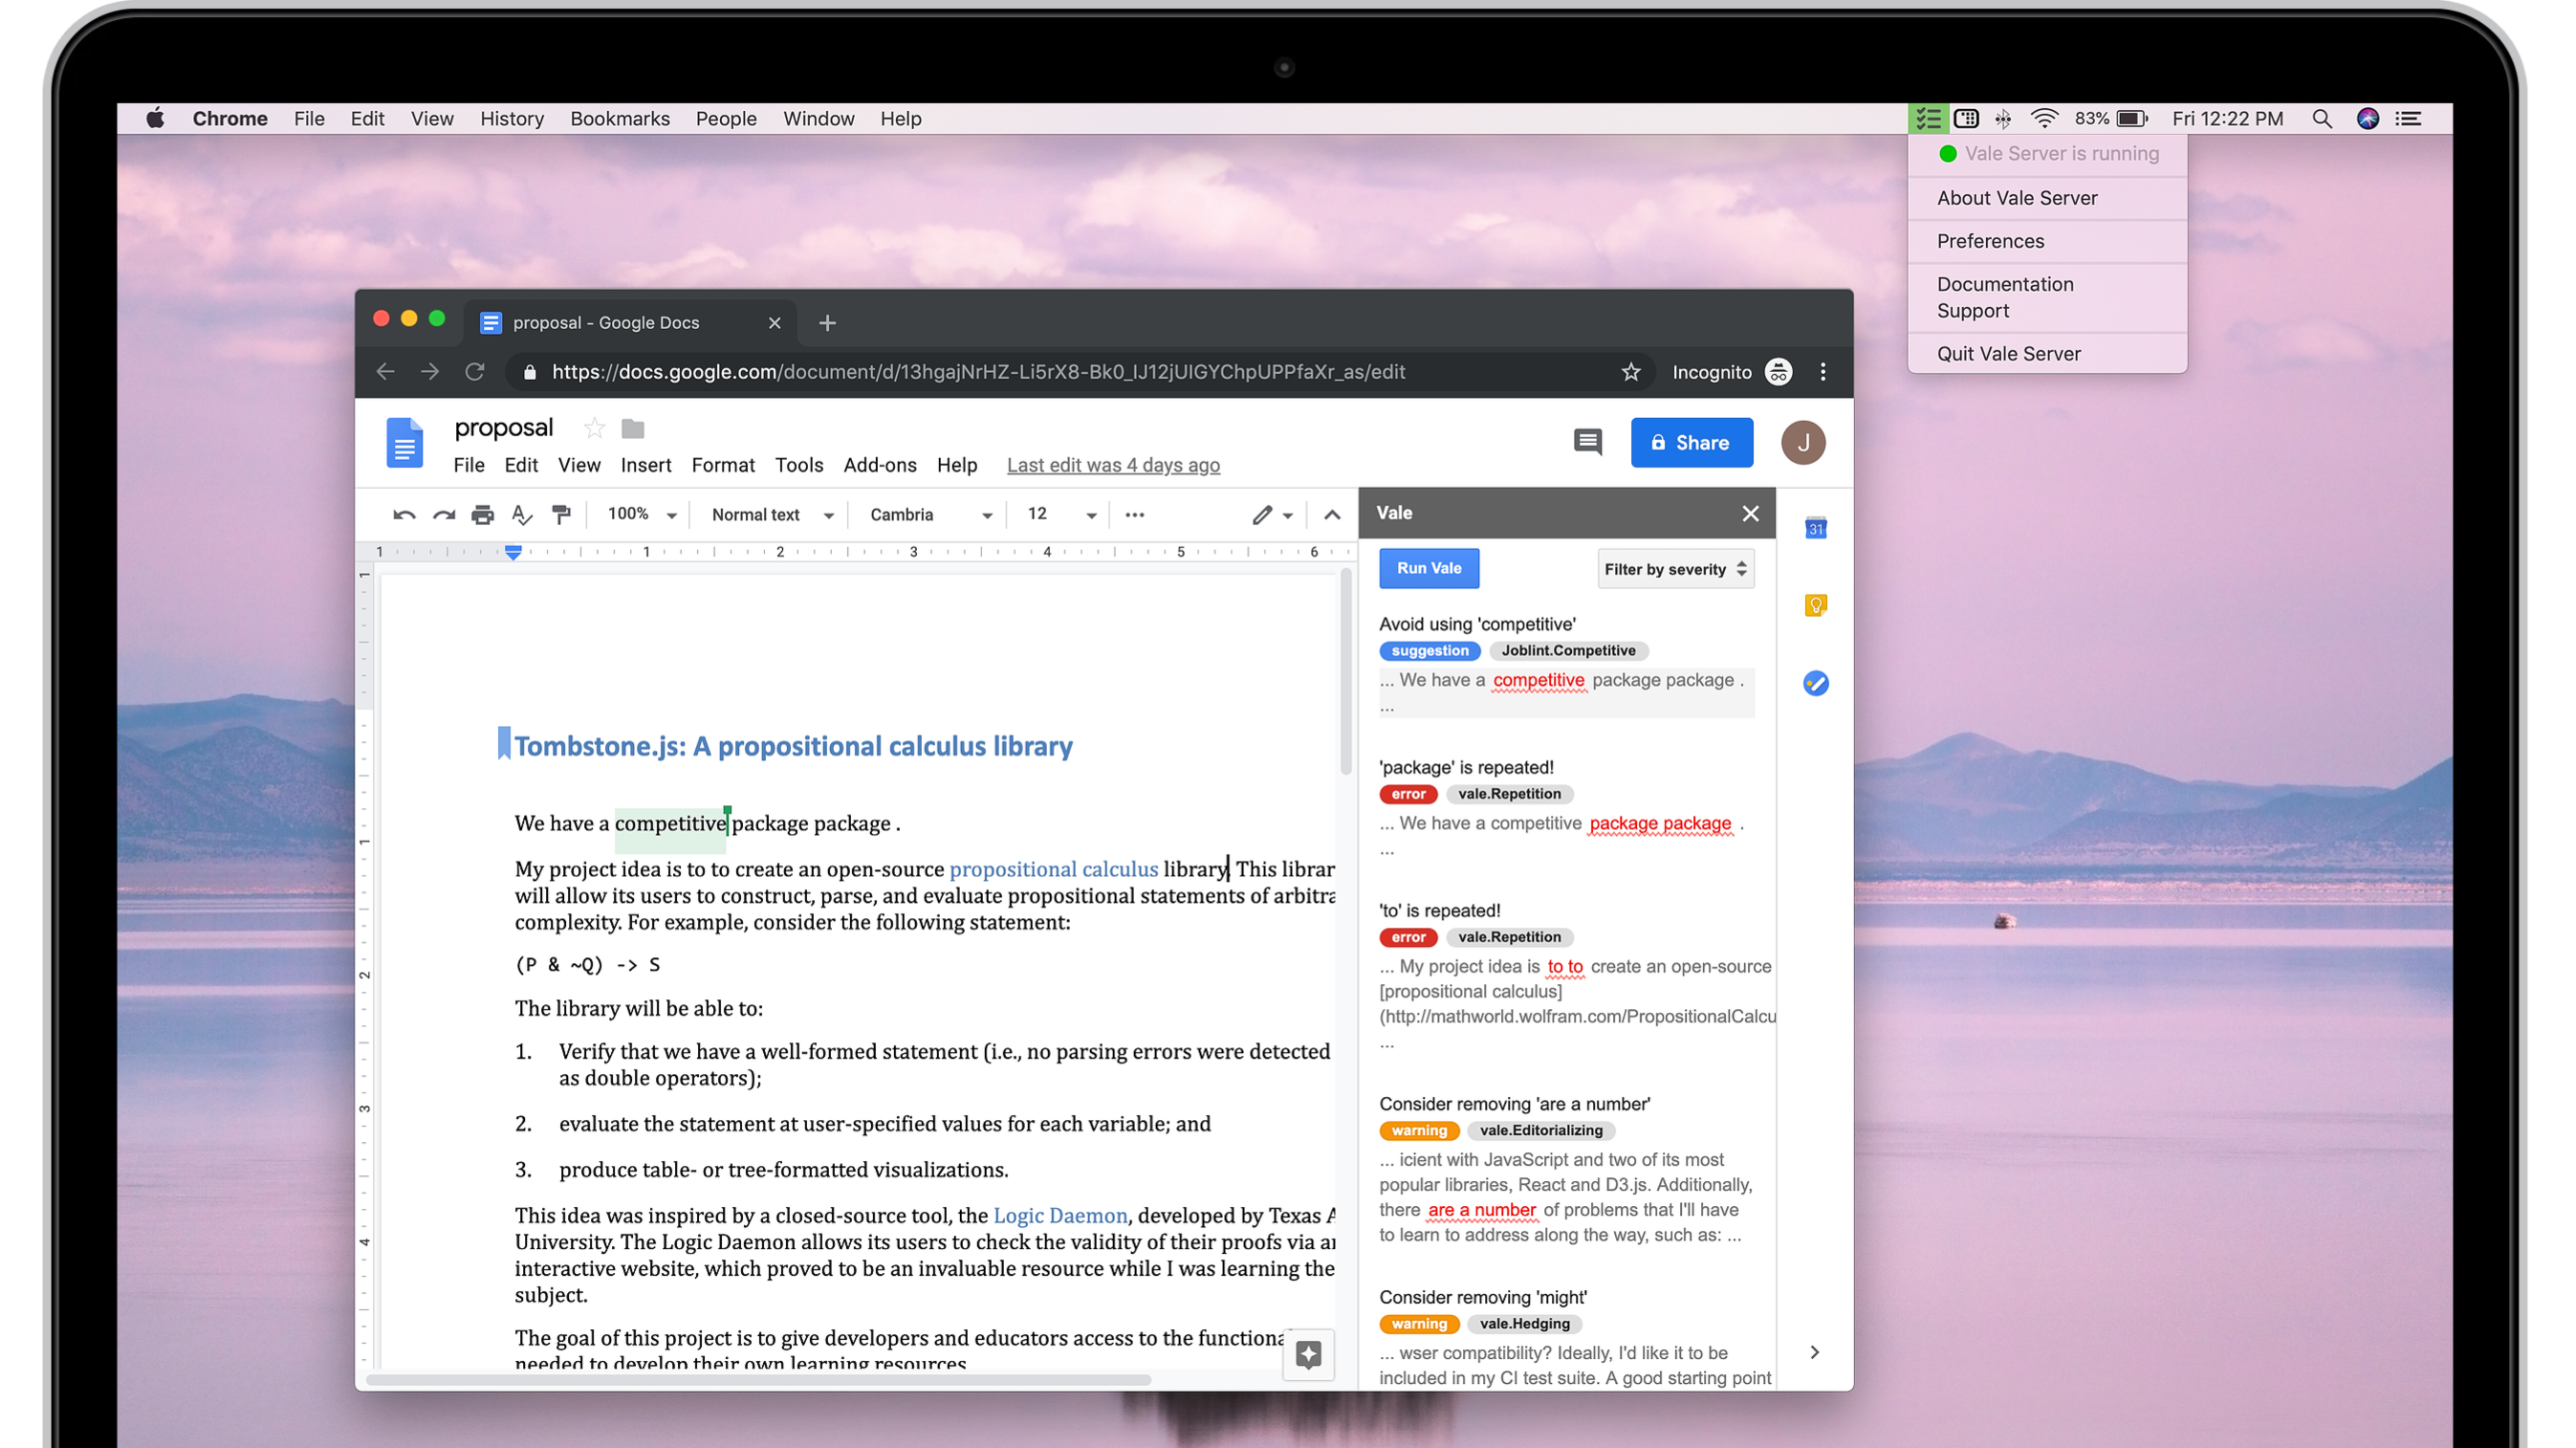 Chrome File Edit View History Bookmarks People Window Help
83% Fri 12:22 PM
Vale Server is running
About Vale Server
Preferences
Documentation
Support
Quit Vale Server
proposal - Google Docs
https://docs.google.com/document/d/13hgajNrHZ-Li5rX8-Bk0_IJ12jUIGYChpUPPfaXr_as/edit
Incognito
proposal
Share
J
File Edit View Insert Format Tools Add-ons Help Last edit was 4 days ago
100% Normal text Cambria 12
1 1 2 3 4 5 6
1
1
2
3
4
Tombstone.js: A propositional calculus library
We have a competitive package package .
My project idea is to to create an open-source propositional calculus library. This librar
will allow its users to construct, parse, and evaluate propositional statements of arbitra
complexity. For example, consider the following statement:
(P & ~Q) -> S
The library will be able to:
1. Verify that we have a well-formed statement (i.e., no parsing errors were detected
as double operators);
2. evaluate the statement at user-specified values for each variable; and
3. produce table- or tree-formatted visualizations.
This idea was inspired by a closed-source tool, the Logic Daemon, developed by Texas A
University. The Logic Daemon allows its users to check the validity of their proofs via an
interactive website, which proved to be an invaluable resource while I was learning the
subject.
The goal of this project is to give developers and educators access to the functiona
needed to develop their own learning resources
Vale
Run Vale
Filter by severity
Avoid using 'competitive'
suggestion Joblint.Competitive
... We have a competitive package package .
...
'package' is repeated!
error vale.Repetition
... We have a competitive package package .
...
'to' is repeated!
error vale.Repetition
... My project idea is to to create an open-source
[propositional calculus]
(http://mathworld.wolfram.com/PropositionalCalcu
...
Consider removing 'are a number'
warning vale.Editorializing
... icient with JavaScript and two of its most
popular libraries, React and D3.js. Additionally,
there are a number of problems that I'll have
to learn to address along the way, such as: ...
Consider removing 'might'
warning vale.Hedging
... wser compatibility? Ideally, I'd like it to be
included in my CI test suite. A good starting point
31